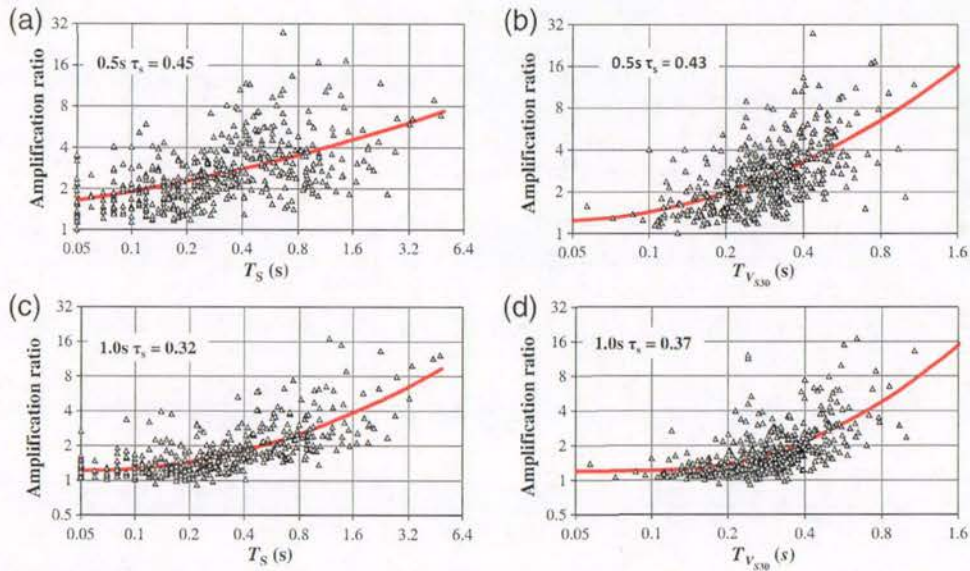 (a)
Amplification ratio
32
16
8
4
2
1
0.5s τs = 0.45
0.05 0.1 0.2 0.4 0.8 1.6 3.2 6.4
TS (s)
(b)
Amplification ratio
32
16
8
4
2
1
0.5s τs = 0.43
0.05 0.1 0.2 0.4 0.8 1.6
TVS30 (s)
(c)
Amplification ratio
32
16
8
4
2
1
0.5
1.0s τs = 0.32
0.05 0.1 0.2 0.4 0.8 1.6 3.2 6.4
TS (s)
(d)
Amplification ratio
32
16
8
4
2
1
0.5
1.0s τs = 0.37
0.05 0.1 0.2 0.4 0.8 1.6
TVS30 (s)